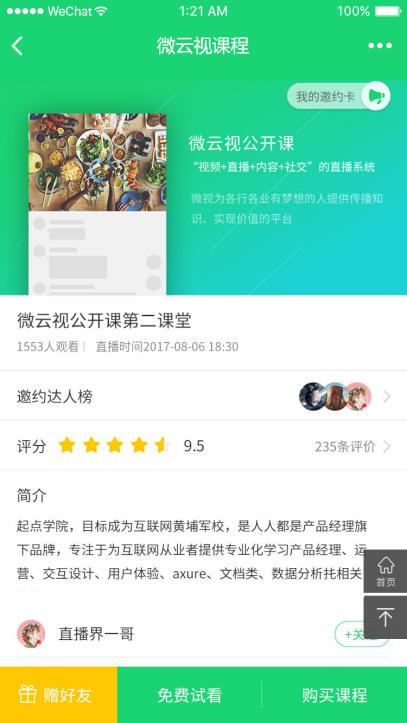 WeChat 1:21 AM 100%
微云视课程
我的邀约卡
微云视公开课
“视频+直播+内容+社交”的直播系统
微视为各行各业有梦想的人提供传播知
识、实现价值的平台
微云视公开课第二课堂
1553人观看 | 直播时间2017-08-06 18:30
邀约达人榜
评分 9.5 235条评价
简介
起点学院，目标成为互联网黄埔军校，是人人都是产品经理旗
下品牌，专注于为互联网从业者提供专业化学习产品经理、运
营、交互设计、用户体验、axure、文档类、数据分析托相关
首页
直播界一哥
+关注
赠好友 免费试看 购买课程